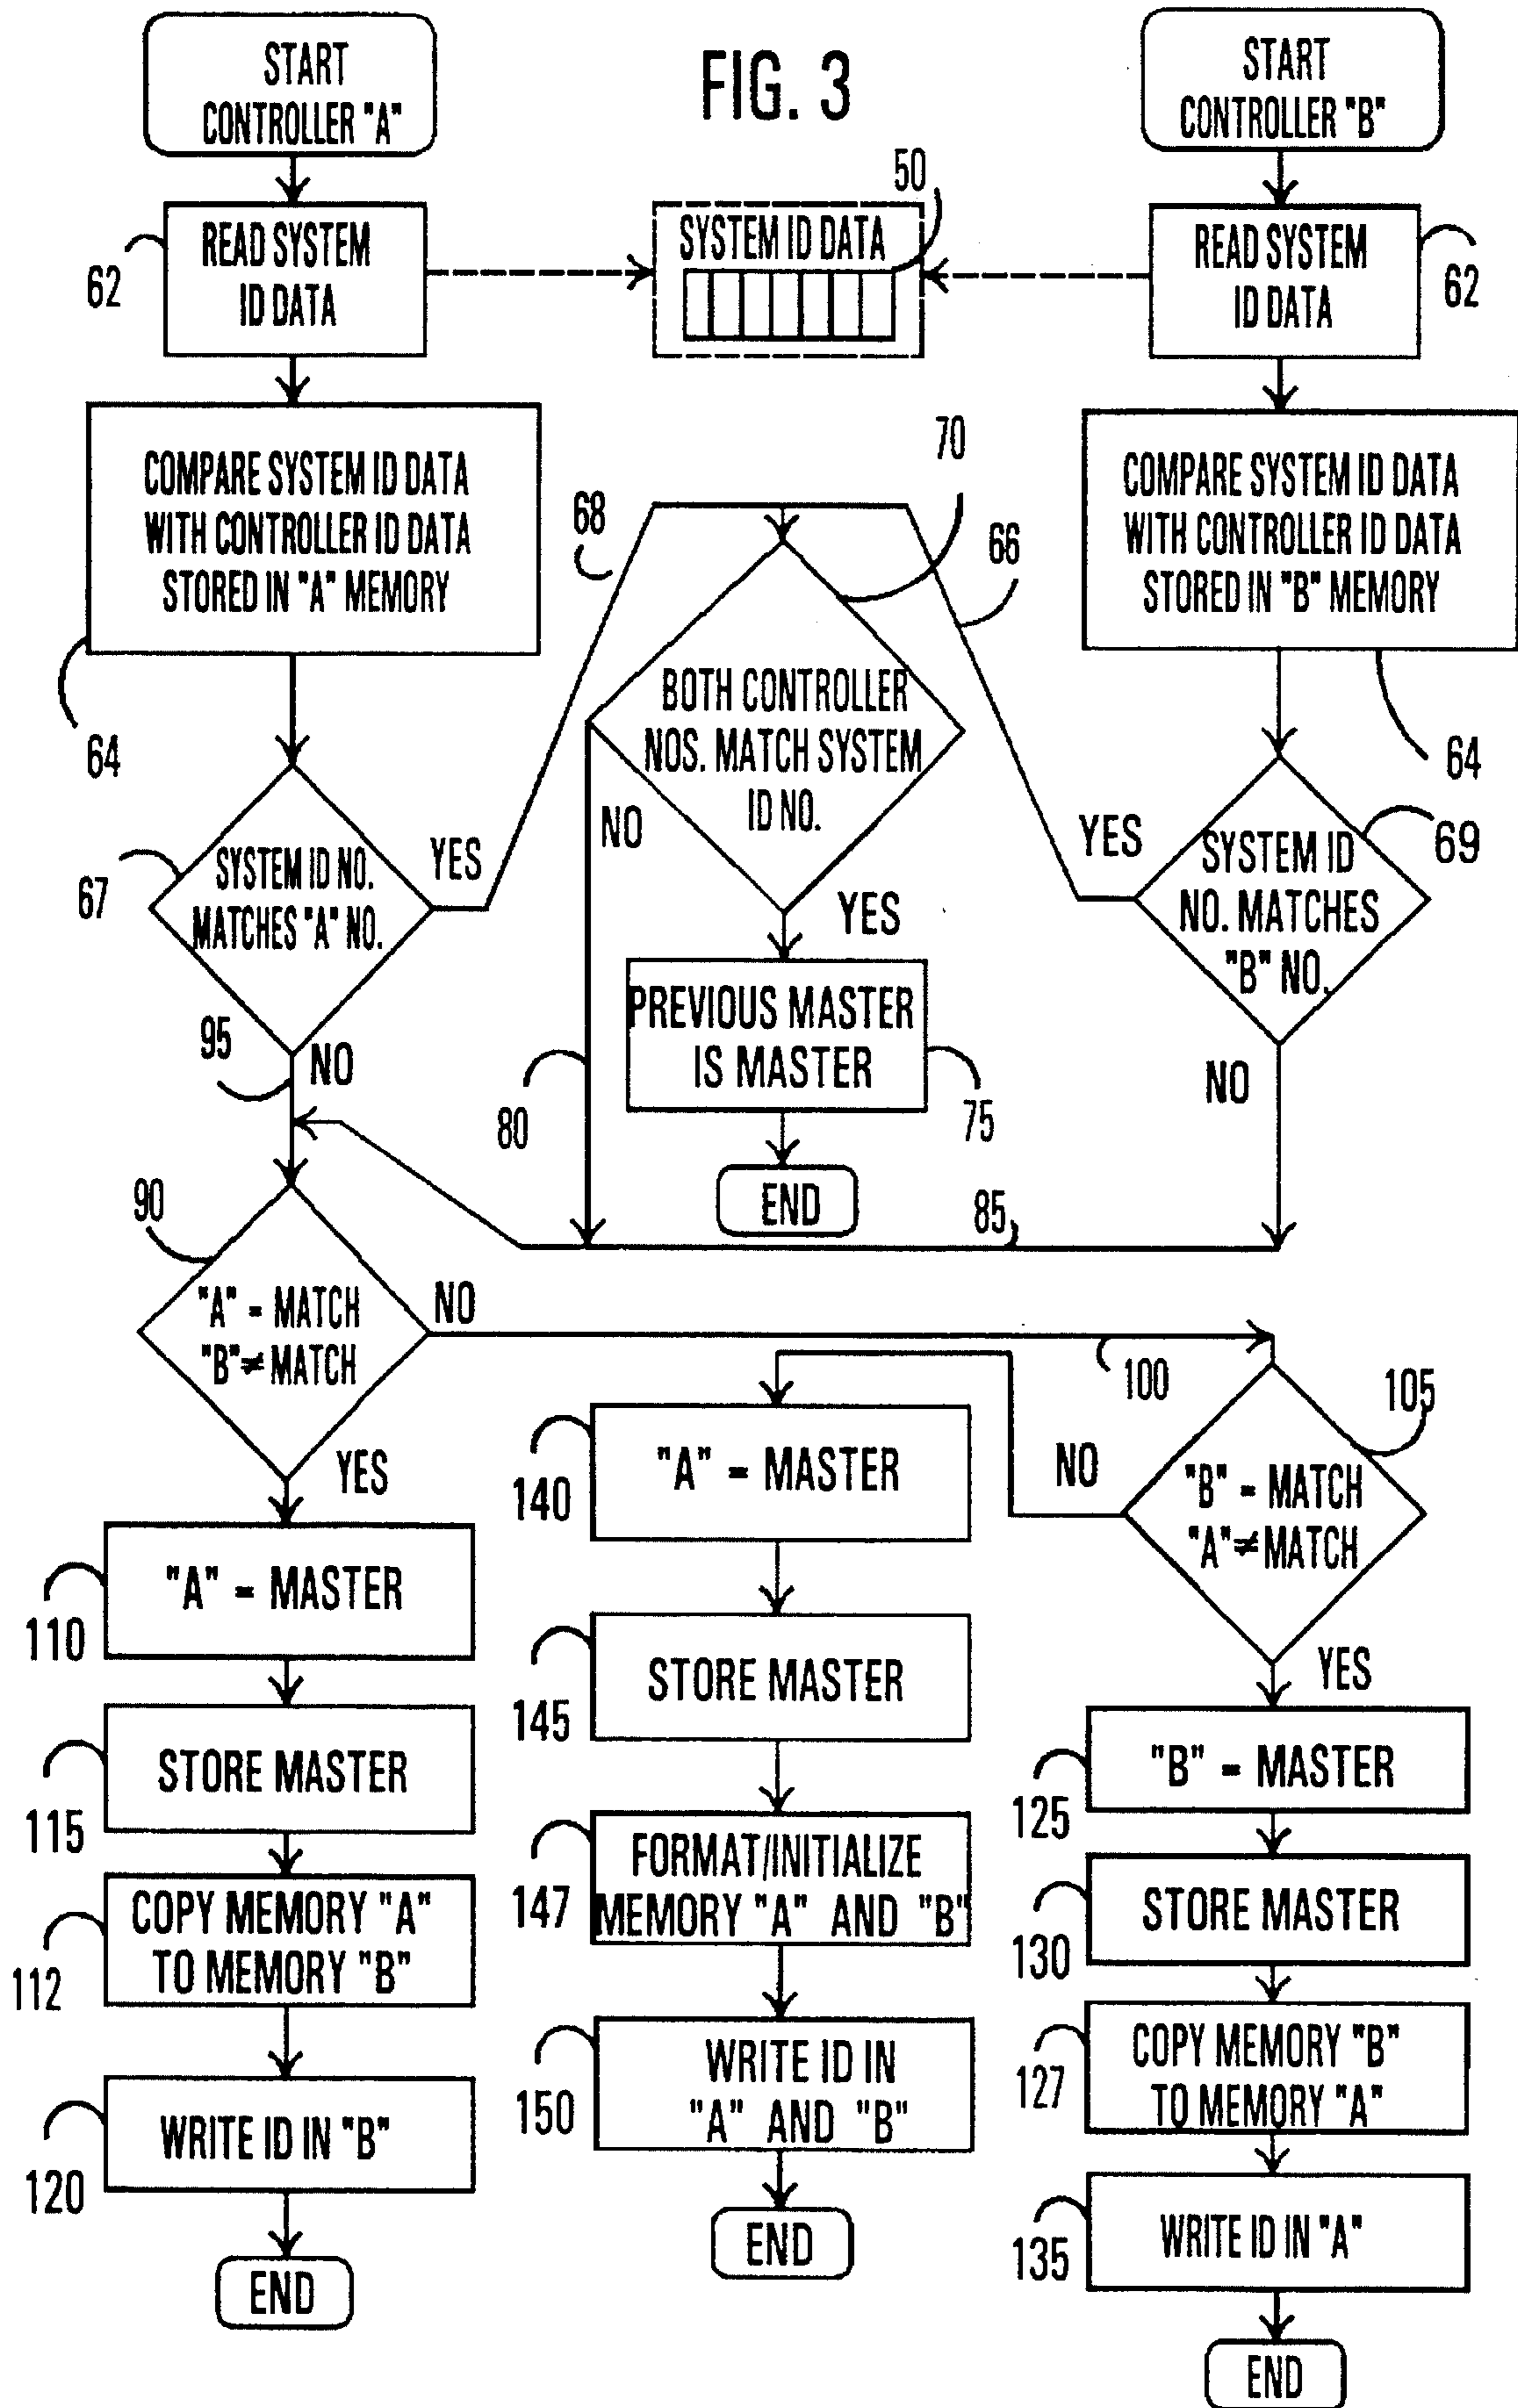 FIG. 3
START
CONTROLLER "A"
START
CONTROLLER "B"
62
READ SYSTEM
ID DATA
50
SYSTEM ID DATA
READ SYSTEM
ID DATA
62
COMPARE SYSTEM ID DATA
WITH CONTROLLER ID DATA
STORED IN "A" MEMORY
64
68
70
66
COMPARE SYSTEM ID DATA
WITH CONTROLLER ID DATA
STORED IN "B" MEMORY
64
67
SYSTEM ID NO.
MATCHES "A" NO.
YES
95
NO
BOTH CONTROLLER
NOS. MATCH SYSTEM
ID NO.
NO
YES
80
PREVIOUS MASTER
IS MASTER
75
END
YES
SYSTEM ID
NO. MATCHES
"B" NO.
69
NO
85
90
"A" = MATCH
"B" ≠ MATCH
NO
YES
100
105
"B" = MATCH
"A" ≠ MATCH
NO
YES
110
"A" = MASTER
115
STORE MASTER
112
COPY MEMORY "A"
TO MEMORY "B"
120
WRITE ID IN "B"
END
140
"A" = MASTER
145
STORE MASTER
147
FORMAT/INITIALIZE
MEMORY "A" AND "B"
150
WRITE ID IN
"A" AND "B"
END
125
"B" = MASTER
130
STORE MASTER
127
COPY MEMORY "B"
TO MEMORY "A"
135
WRITE ID IN "A"
END